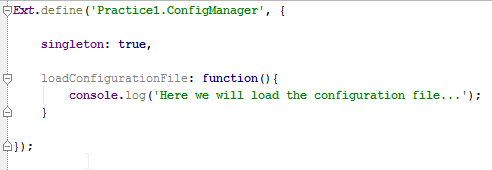 Ext.define('Practice1.ConfigManager', {
singleton: true,
loadConfigurationFile: function(){
console.log('Here we will load the configuration file...');
}
});